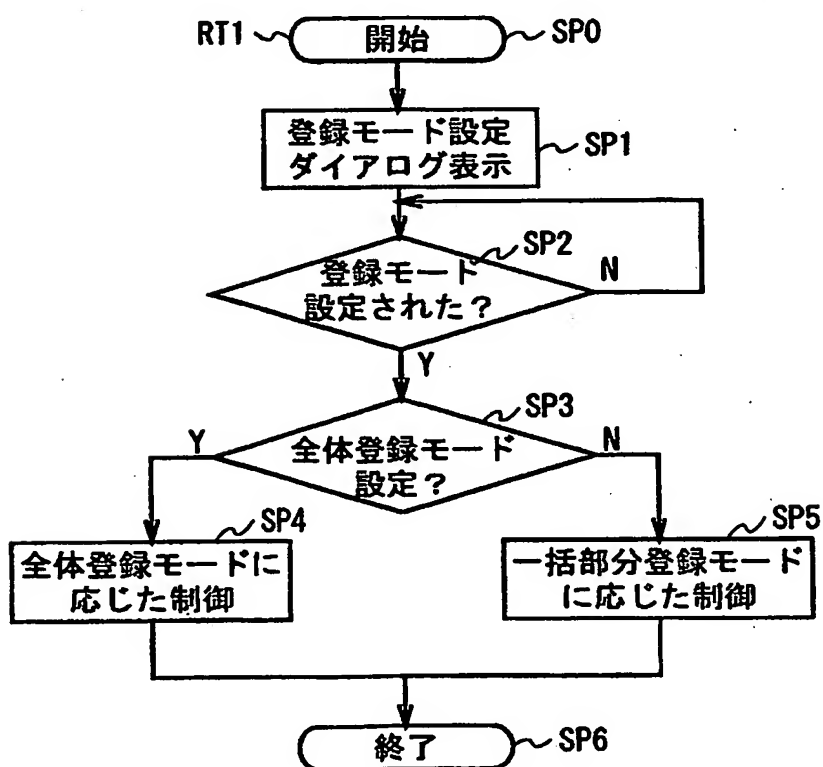 RT1 開始 SP0
登録モード設定
ダイアログ表示 SP1
SP2
登録モード N
設定された？
Y
SP3
Y 全体登録モード N
設定？
SP4 SP5
全体登録モードに
応じた制御
一括部分登録モード
に応じた制御
終了 SP6